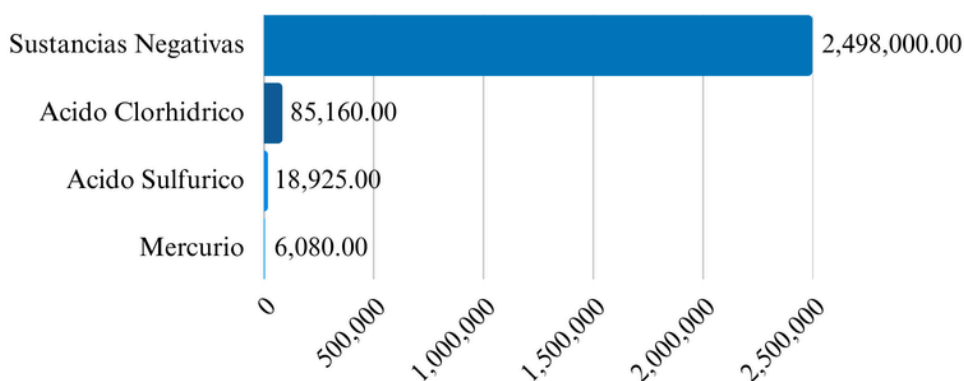 Sustancias Negativas 2,498,000.00
Acido Clorhidrico 85,160.00
Acido Sulfurico 18,925.00
Mercurio 6,080.00
0 500,000 1,000,000 1,500,000 2,000,000 2,500,000